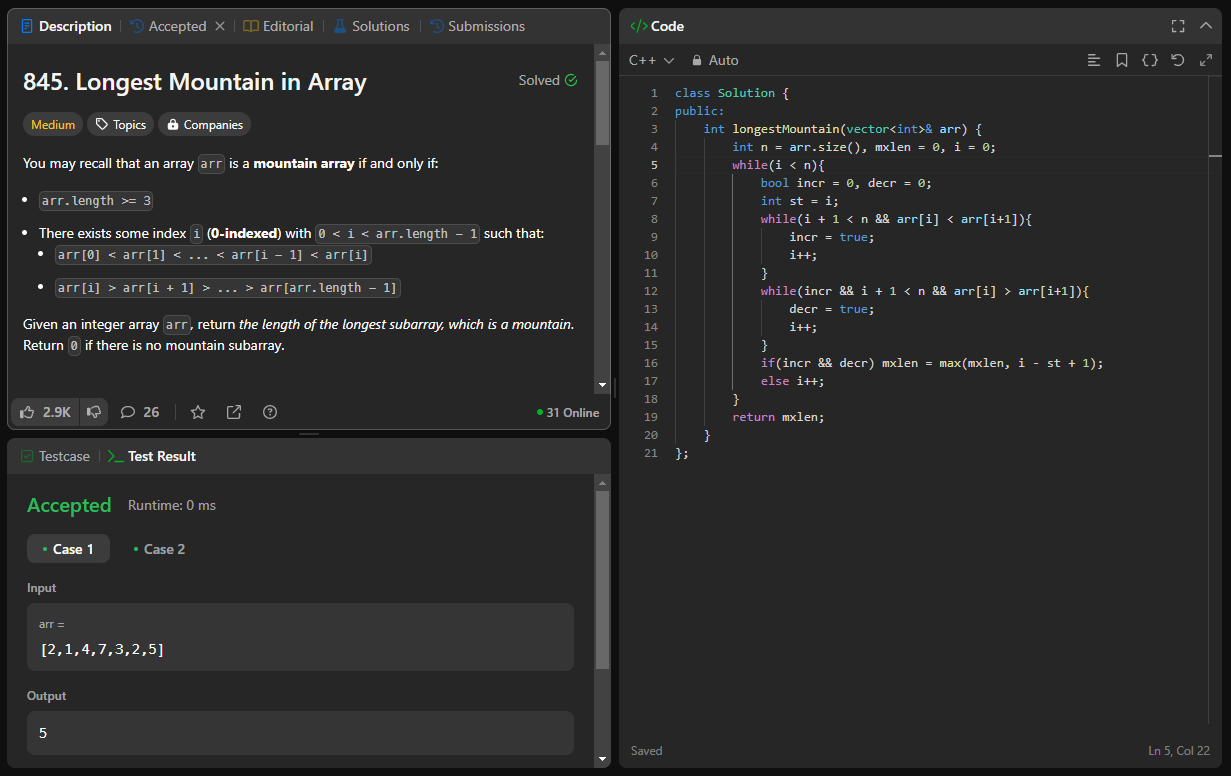 Description
Accepted
Editorial
Solutions
Submissions
845. Longest Mountain in Array
Solved
Medium
Topics
Companies
You may recall that an array arr is a mountain array if and only if:
• arr.length >= 3
• There exists some index i (0-indexed) with 0 < i < arr.length - 1 such that:
• arr[0] < arr[1] < ... < arr[i - 1] < arr[i]
• arr[i] > arr[i + 1] > ... > arr[arr.length - 1]
Given an integer array arr, return the length of the longest subarray, which is a mountain.
Return 0 if there is no mountain subarray.
2.9K
26
31 Online
Testcase
>_ Test Result
Accepted
Runtime: 0 ms
• Case 1
• Case 2
Input
arr =
[2,1,4,7,3,2,5]
Output
5
</> Code
C++
Auto
1 class Solution {
2 public:
3     int longestMountain(vector<int>& arr) {
4         int n = arr.size(), mxlen = 0, i = 0;
5         while(i < n){
6             bool incr = 0, decr = 0;
7             int st = i;
8             while(i + 1 < n && arr[i] < arr[i+1]){
9                 incr = true;
10                 i++;
11             }
12             while(incr && i + 1 < n && arr[i] > arr[i+1]){
13                 decr = true;
14                 i++;
15             }
16             if(incr && decr) mxlen = max(mxlen, i - st + 1);
17             else i++;
18         }
19         return mxlen;
20     }
21 };
Saved
Ln 5, Col 22